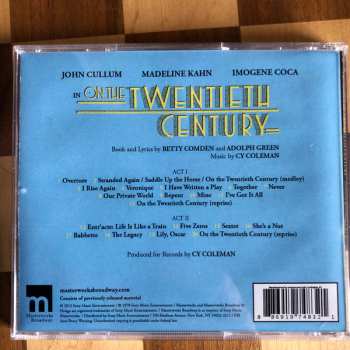 JOHN CULLUM MADELINE KAHN IMOGENE COCA
IN ON THE TWENTIETH
CENTURY
Book and Lyrics by BETTY COMDEN and ADOLPH GREEN
Music by CY COLEMAN
ACT I
Overture Stranded Again / Saddle Up the Horse / On the Twentieth Century (medley)
I Rise Again Veronique I Have Written a Play Together Never
Our Private World Repent Mine I've Got It All
On the Twentieth Century (reprise)
ACT II
Entr'acte: Life Is Like a Train Five Zeros Sextet She's a Nut
Babbette The Legacy Lily, Oscar On the Twentieth Century (reprise)
Produced for Records by CY COLEMAN
m
masterworks
Broadway
masterworksbroadway.com
Consists of previously released material